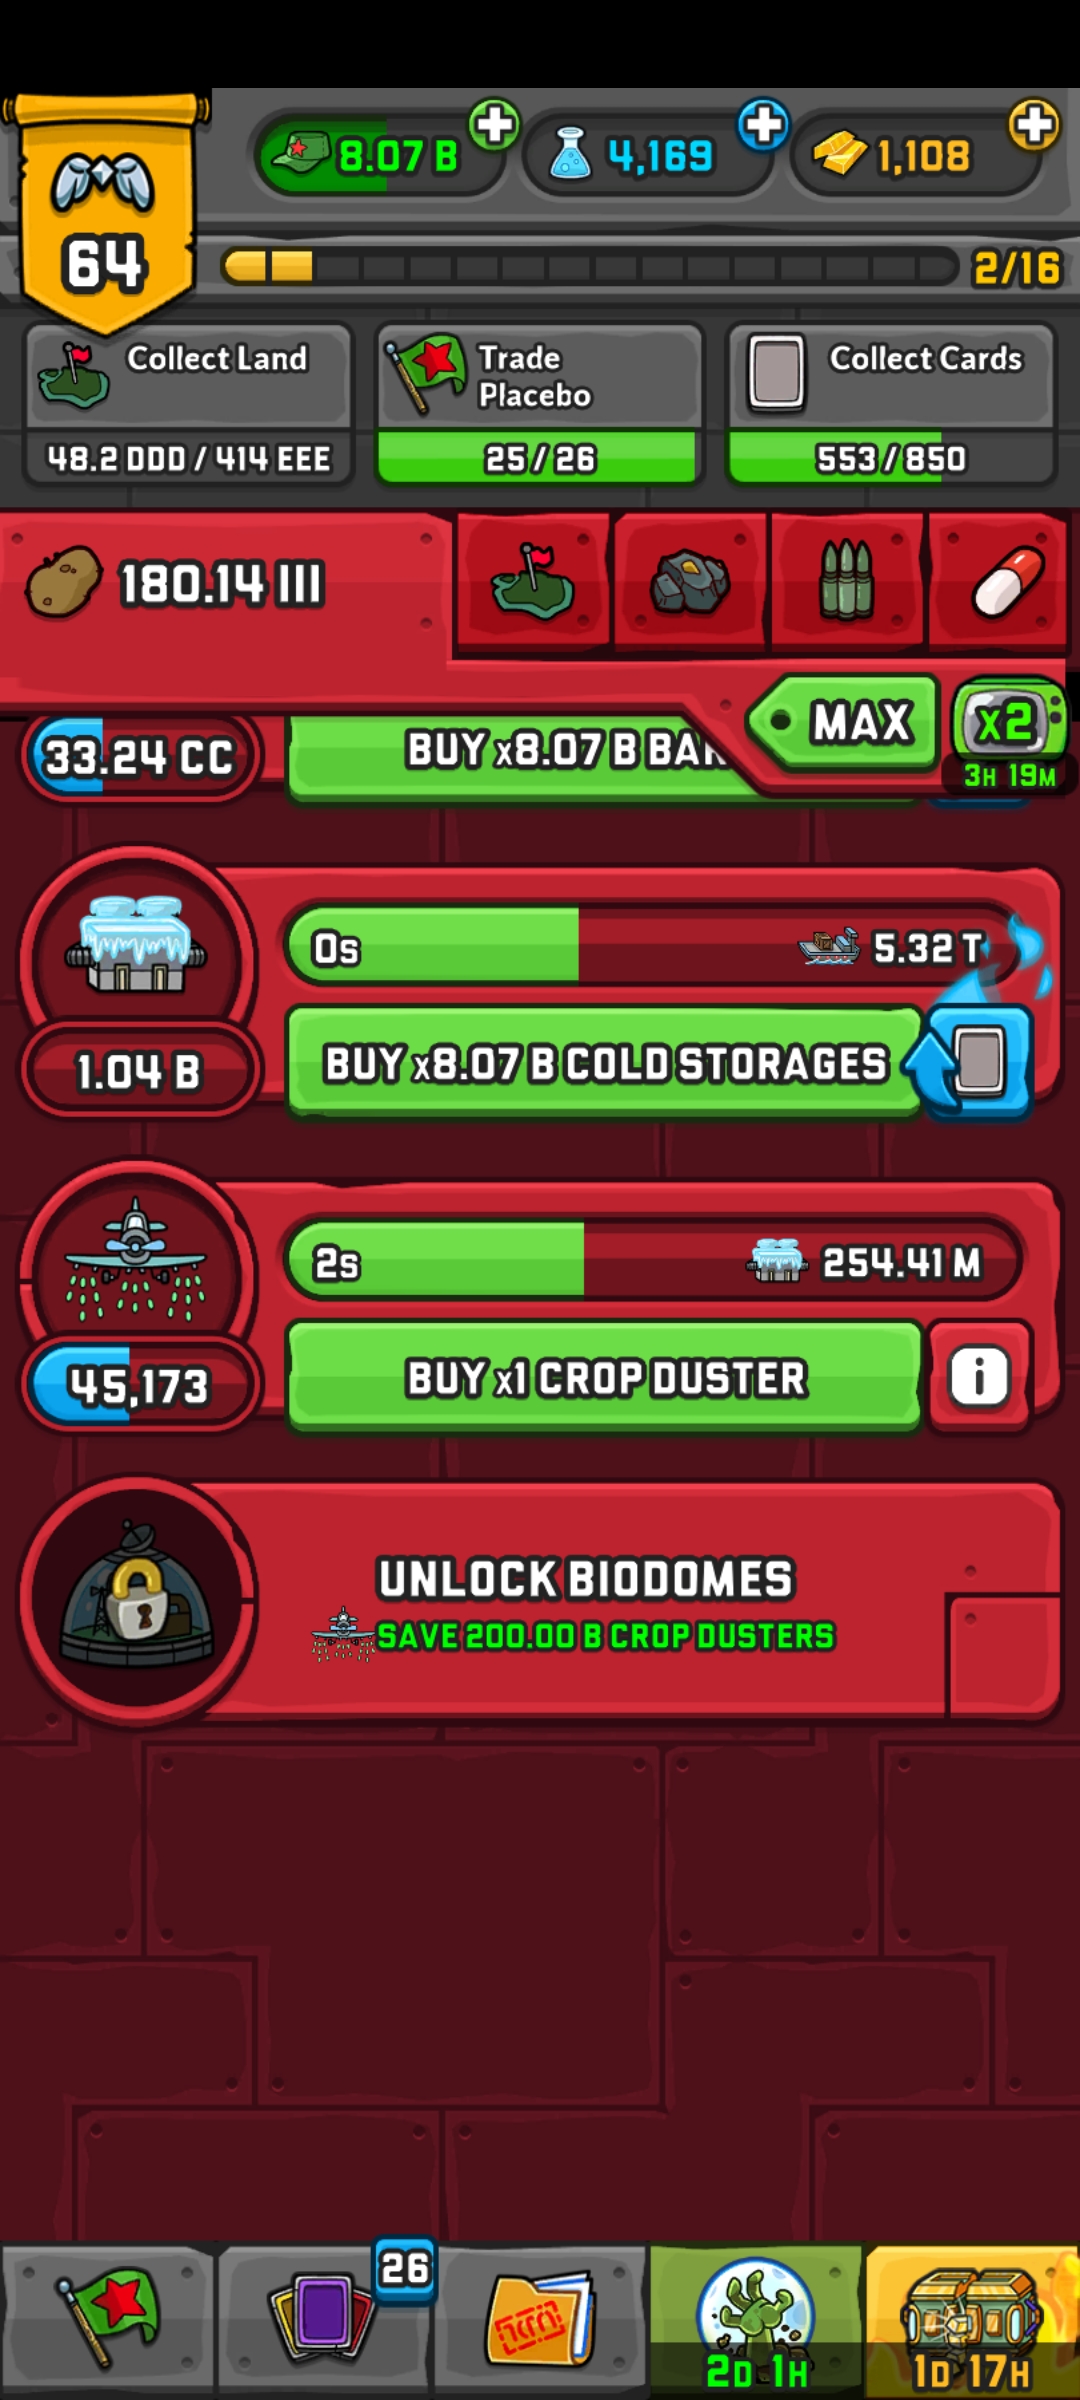 8.07 B
4,169
1,108
64
2/16
Collect Land
48.2 DDD / 414 EEE
Trade
Placebo
25 / 26
Collect Cards
553 / 850
180.14 III
MAX
x2
3H 19M
33.24 CC
BUY x8.07 B
0s
5.32 T
1.04 B
BUY x8.07 B COLD STORAGES
2s
254.41 M
45,173
BUY x1 CROP DUSTER
i
UNLOCK BIODOMES
SAVE 200.00 B CROP DUSTERS
26
2D 1H
1D 17H